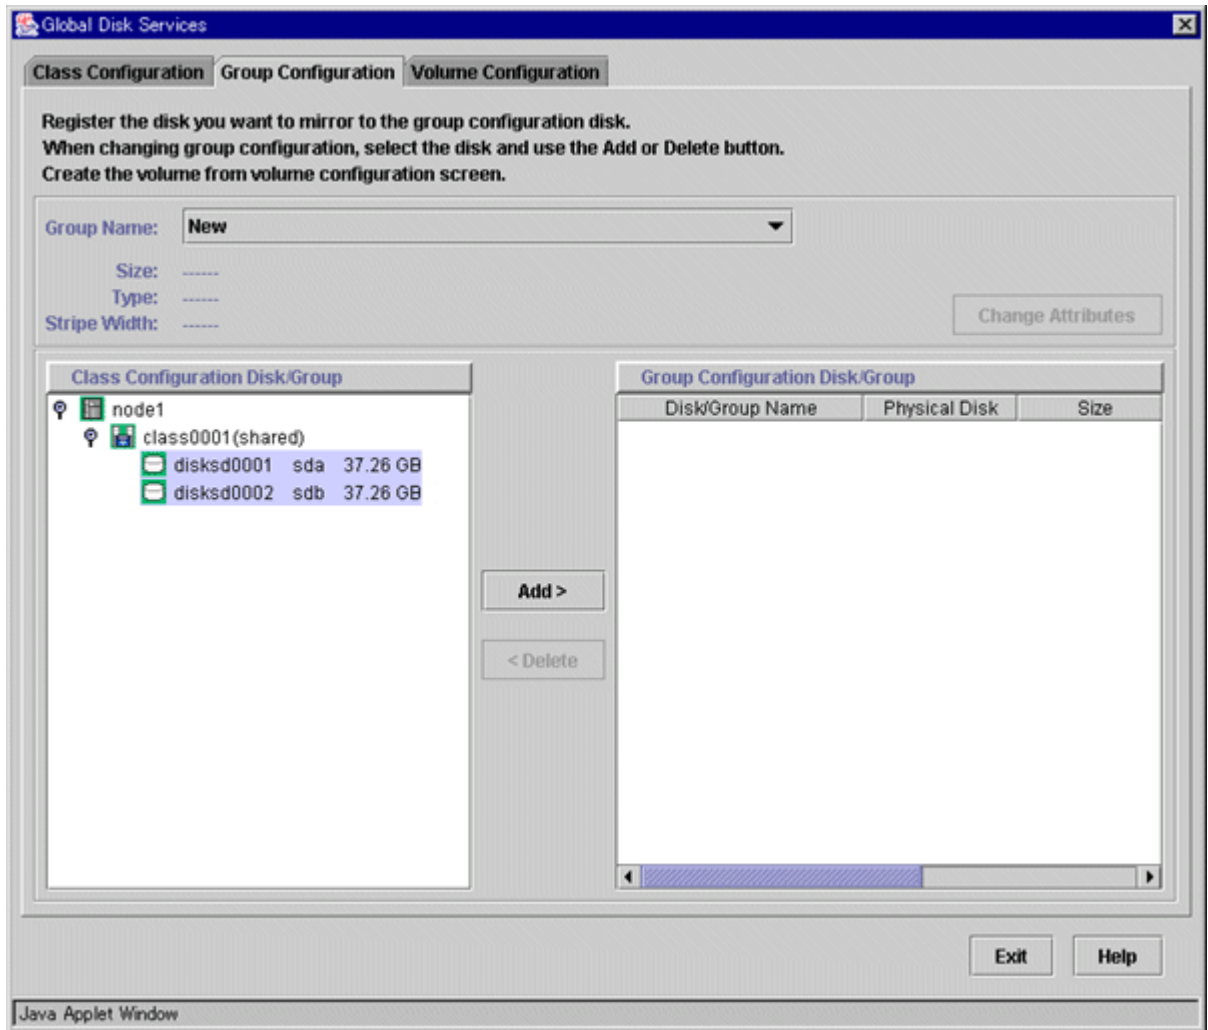 Global Disk Services
Class Configuration Group Configuration Volume Configuration
Register the disk you want to mirror to the group configuration disk.
When changing group configuration, select the disk and use the Add or Delete button.
Create the volume from volume configuration screen.
Group Name: New
Size: ------
Type: ------
Stripe Width: ------
Change Attributes
Class Configuration Disk/Group
node1
class0001(shared)
disksd0001 sda 37.26 GB
disksd0002 sdb 37.26 GB
Add >
< Delete
Group Configuration Disk/Group
Disk/Group Name Physical Disk Size
Exit Help
Java Applet Window